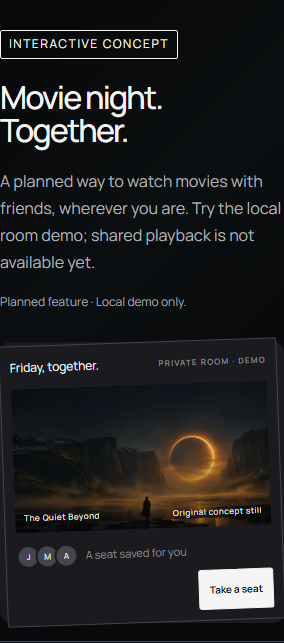 INTERACTIVE CONCEPT
Movie night.
Together.
A planned way to watch movies with
friends, wherever you are. Try the local
room demo; shared playback is not
available yet.
Planned feature · Local demo only.
Friday, together.
PRIVATE ROOM · DEMO
The Quiet Beyond
Original concept still
J M A A seat saved for you
Take a seat